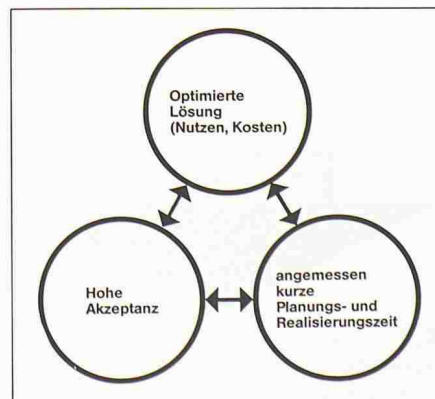 Optimierte
Lösung
(Nutzen, Kosten)
Hohe
Akzeptanz
angemessen
kurze
Planungs- und
Realisierungszeit